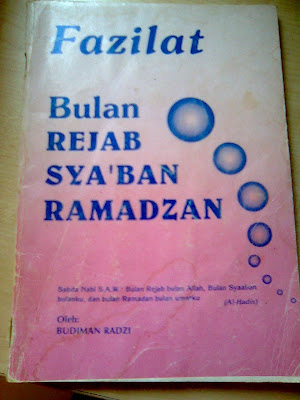 Fazilat
Bulan
REJAB
SYA'BAN
RAMADZAN
Sabda Nabi S.A.W : Bulan Rejab bulan Allah, Bulan Syaaban
bulanku, dan bulan Ramadan bulan umatku
(Al-Hadis)
Oleh:
BUDIMAN RADZI